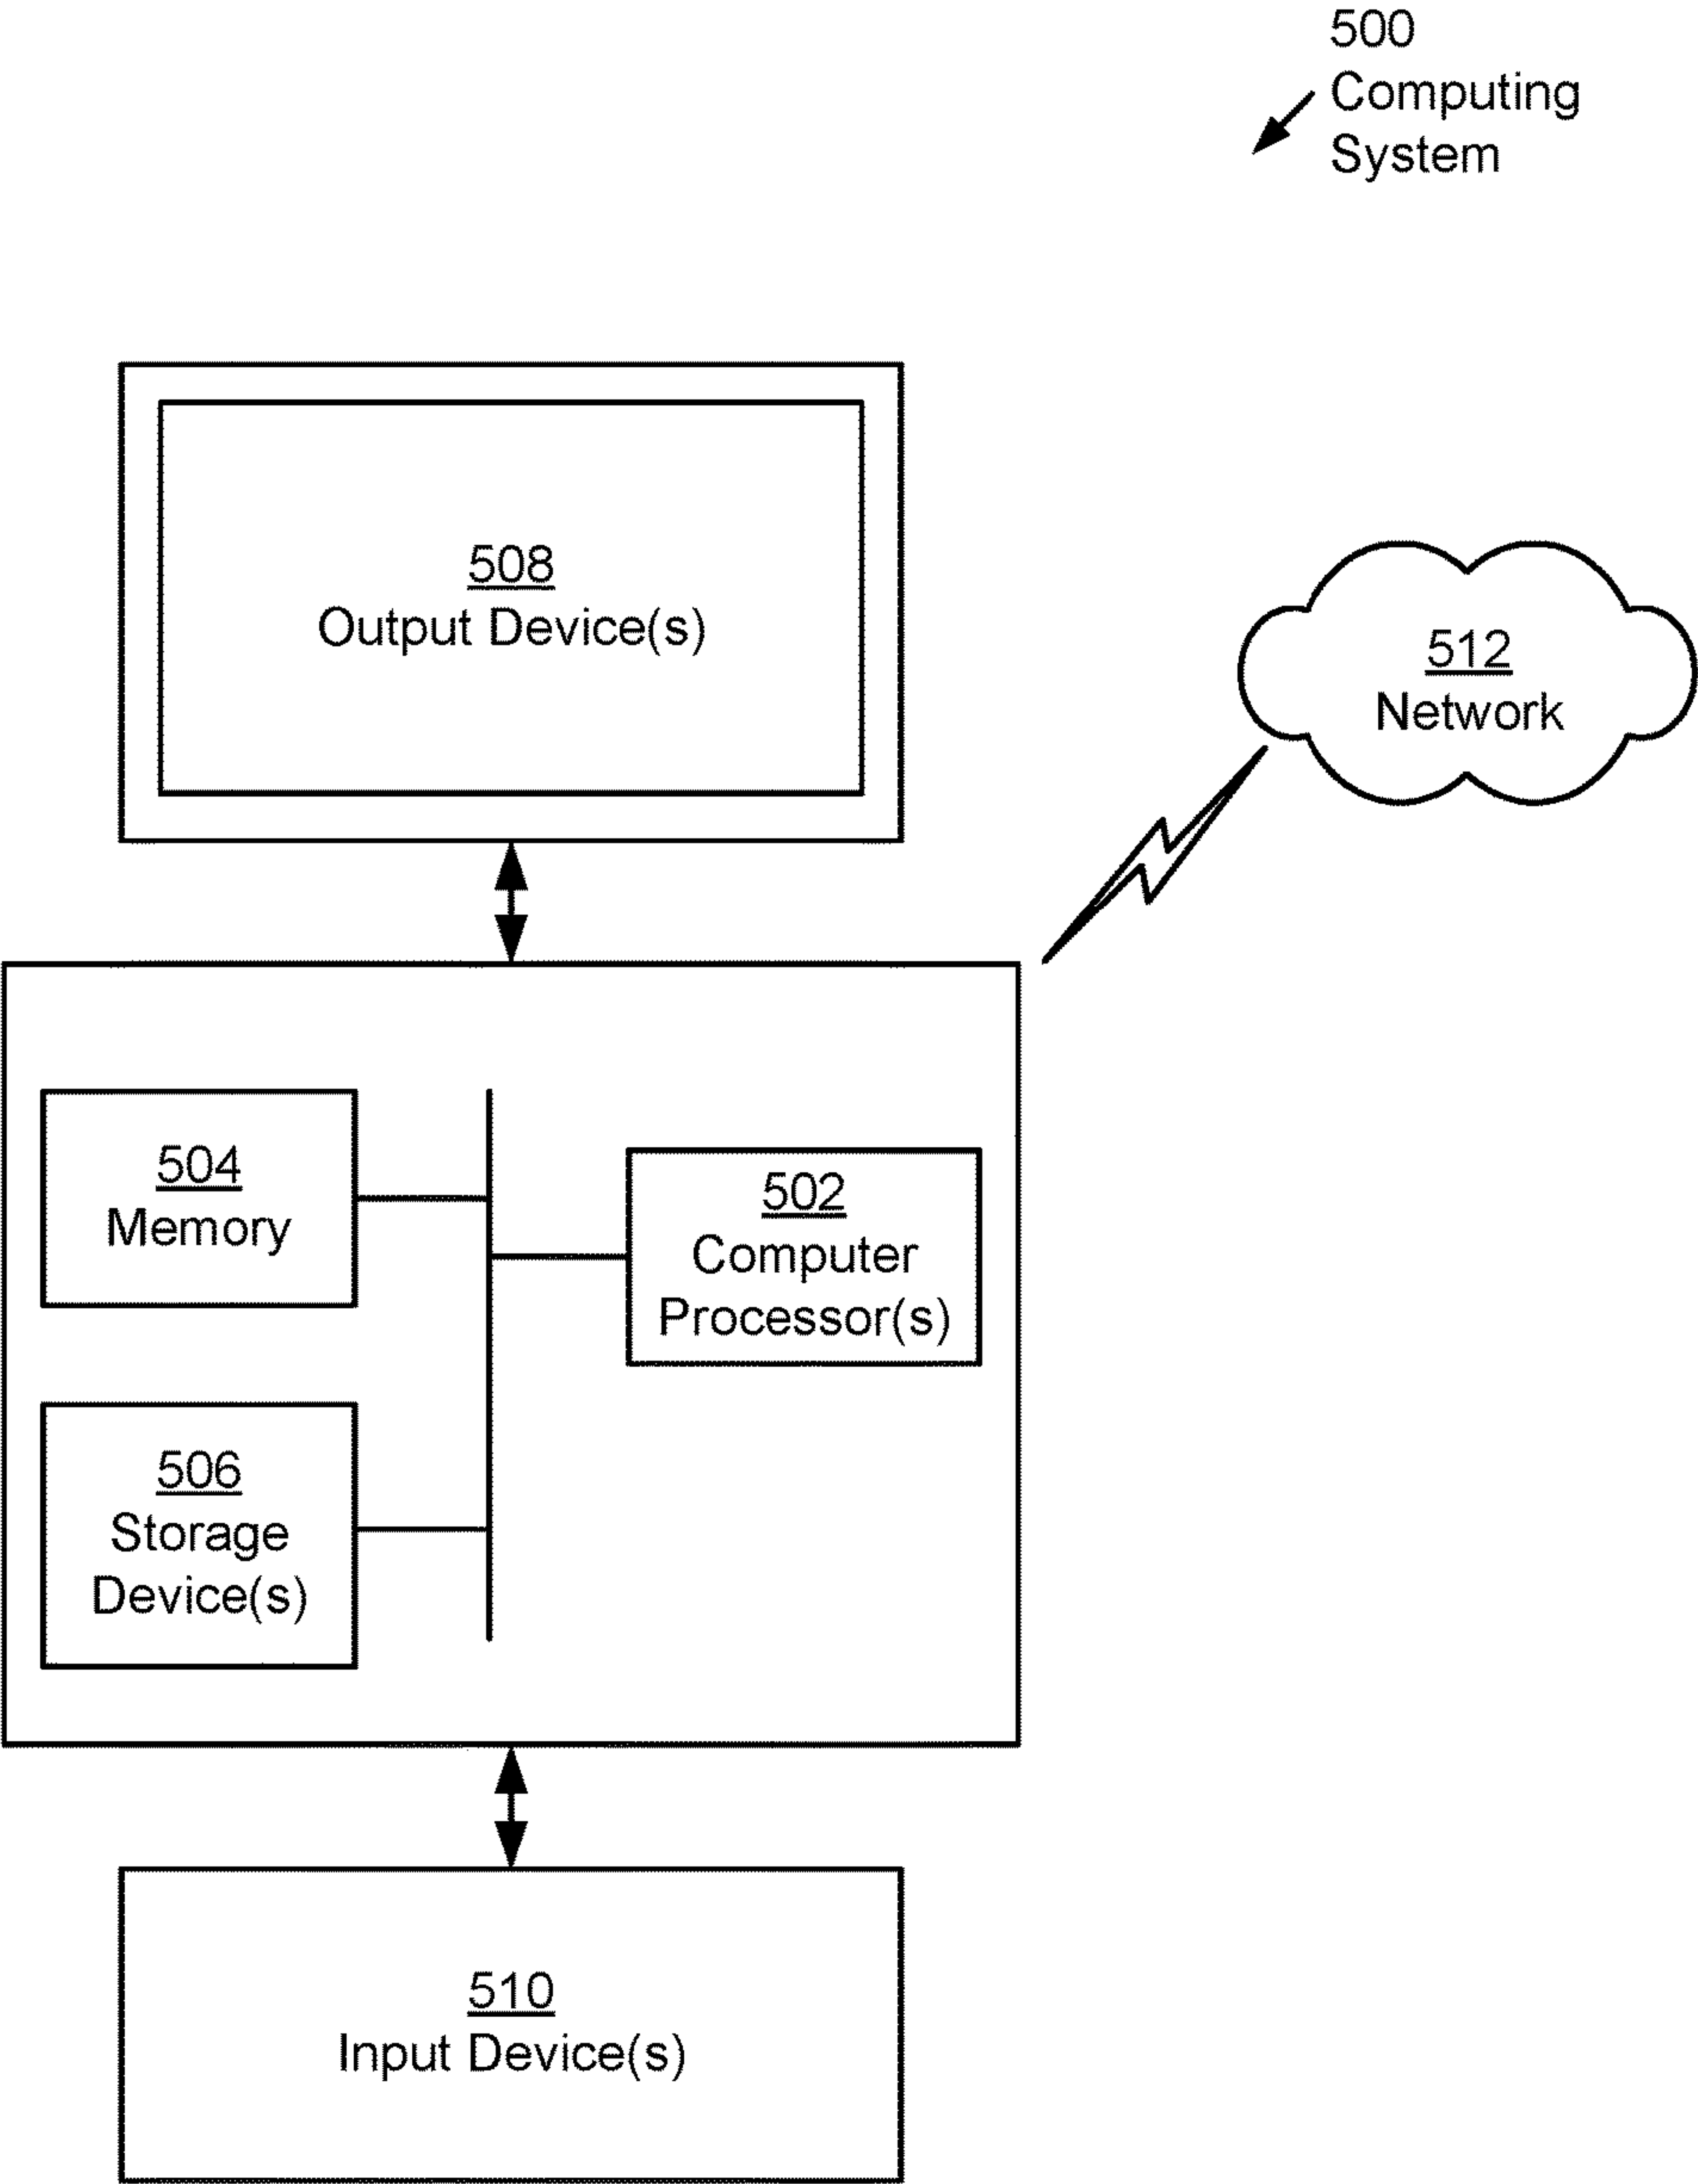 500
Computing
System
508
Output Device(s)
512
Network
504
Memory
502
Computer
Processor(s)
506
Storage
Device(s)
510
Input Device(s)